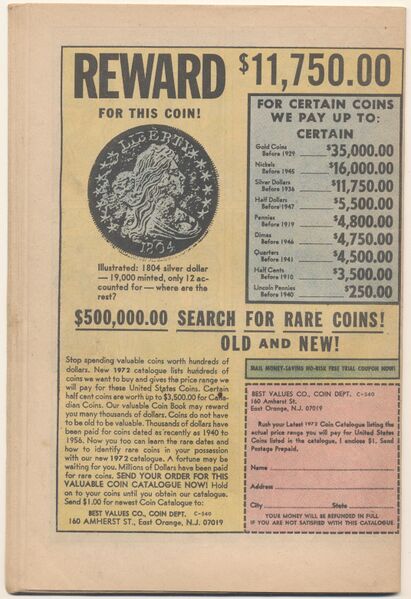 REWARD $11,750.00
FOR THIS COIN!
LIBERTY
1804
Illustrated: 1804 silver dollar
— 19,000 minted, only 12 ac-
counted for — where are the
rest?
FOR CERTAIN COINS
WE PAY UP TO:
CERTAIN
Gold Coins
Before 1929 $35,000.00
Nickels
Before 1945 $16,000.00
Silver Dollars
Before 1936 $11,750.00
Half Dollars
Before 1947 $5,500.00
Pennies
Before 1919 $4,800.00
Dimes
Before 1946 $4,750.00
Quarters
Before 1941 $4,500.00
Half Cents
Before 1910 $3,500.00
Lincoln Pennies
Before 1940 $250.00
$500,000.00 SEARCH FOR RARE COINS!
OLD AND NEW!
Stop spending valuable coins worth hundreds of
dollars. New 1972 catalogue lists hundreds of
coins we want to buy and gives the price range we
will pay for these United States Coins. Certain
half cent coins are worth up to $3,500.00 for Cana-
dian Coins. Our valuable Coin Book may reward
you many thousands of dollars. Coins do not have
to be old to be valuable. Thousands of dollars have
been paid for coins dated as recently as 1940 to
1956. Now you too can learn the rare dates and
how to identify rare coins in your possession
with our new 1972 catalogue. A fortune may be
waiting for you. Millions of Dollars have been paid
for rare coins. SEND YOUR ORDER FOR THIS
VALUABLE COIN CATALOGUE NOW! Hold
on to your coins until you obtain our catalogue.
Send $1.00 for newest Coin Catalogue to:
BEST VALUES CO., COIN DEPT. C-540
160 AMHERST ST., East Orange, N.J. 07019
MAIL MONEY-SAVING NO-RISK FREE TRIAL COUPON NOW!
BEST VALUES CO., COIN DEPT. C-540
160 Amherst St.
East Orange, N.J. 07019
Rush your Latest 1972 Coin Catalogue listing the
actual price range you will pay for United States
Coins listed in the catalogue, I enclose $1. Send
Postage Prepaid.
Name
Address
City State
YOUR MONEY WILL BE REFUNDED IN FULL
IF YOU ARE NOT SATISFIED WITH THIS CATALOGUE